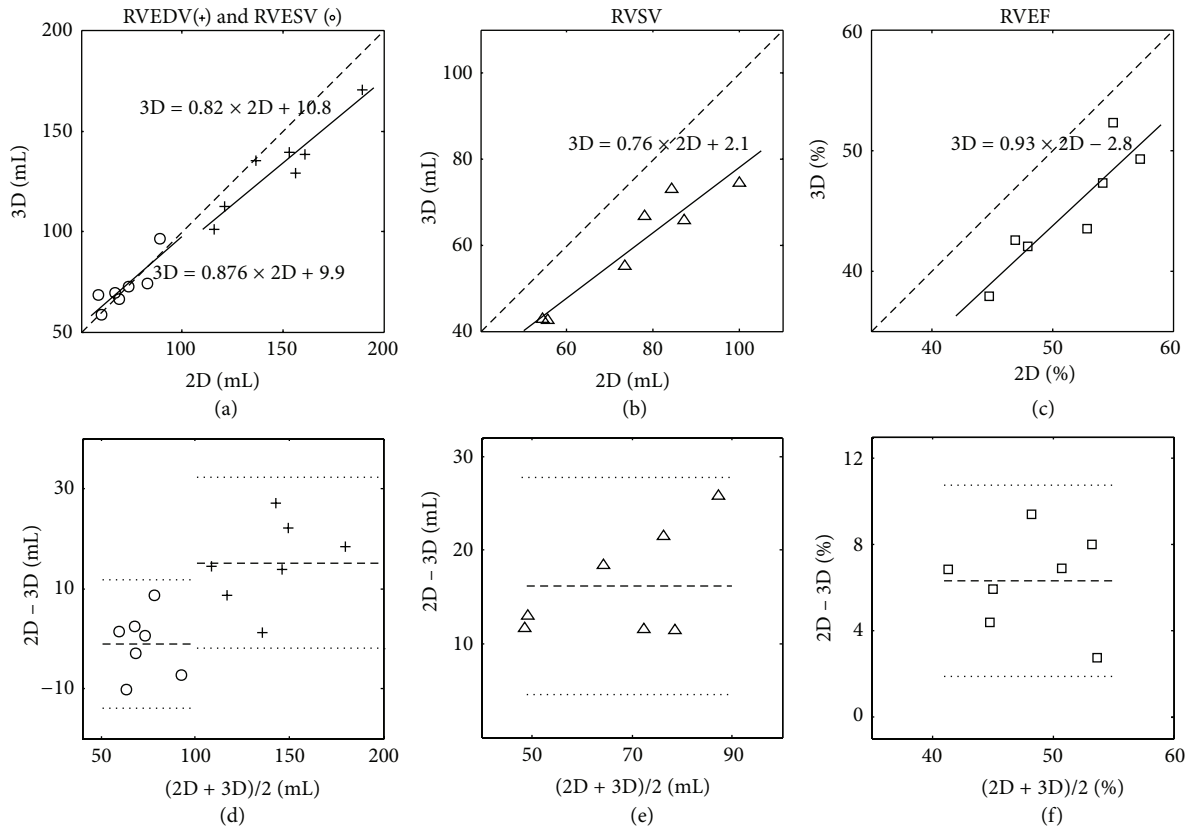 RVEDV(+) and RVESV (∘)
200
150
100
50
3D (mL)
3D = 0.82 × 2D + 10.8
3D = 0.876 × 2D + 9.9
100
150
200
2D (mL)
(a)
RVSV
100
80
60
40
3D (mL)
3D = 0.76 × 2D + 2.1
60
80
100
2D (mL)
(b)
RVEF
60
50
40
3D (%)
3D = 0.93 × 2D − 2.8
40
50
60
2D (%)
(c)
30
10
−10
2D − 3D (mL)
50
100
150
200
(2D + 3D)/2 (mL)
(d)
30
20
10
2D − 3D (mL)
50
70
90
(2D + 3D)/2 (mL)
(e)
12
8
4
0
2D − 3D (%)
40
50
60
(2D + 3D)/2 (%)
(f)